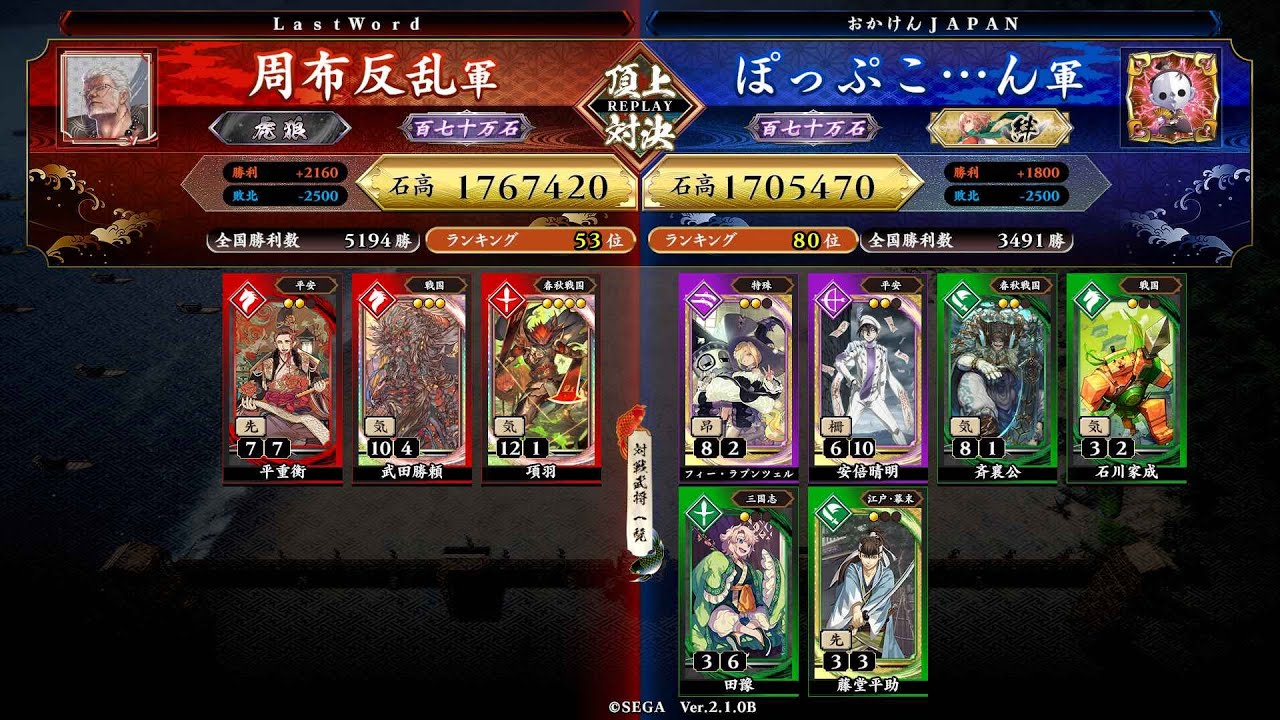 LastWord
おかけんJAPAN
周布反乱軍
頂上
REPLAY
対決
ぽっぷこ…ん軍
百七十万石
百七十万石
絆
勝利 +2160
敗北 -2500
石高 1767420
石高 1705470
勝利 +1800
敗北 -2500
全国勝利数 5194勝
ランキング 53位
ランキング 80位
全国勝利数 3491勝
平安
先
7 7
平重衡
戦国
気
10 4
武田勝頼
春秋戦国
気
12 1
項羽
対戦武将一覧
特殊
昴
8 2
フィー・ラプンツェル
平安
柵
6 10
安倍晴明
春秋戦国
気
8 1
斉襄公
戦国
気
3 2
石川家成
三国志
3 6
田豫
江戸・幕末
先
3 3
藤堂平助
©SEGA Ver.2.1.0B